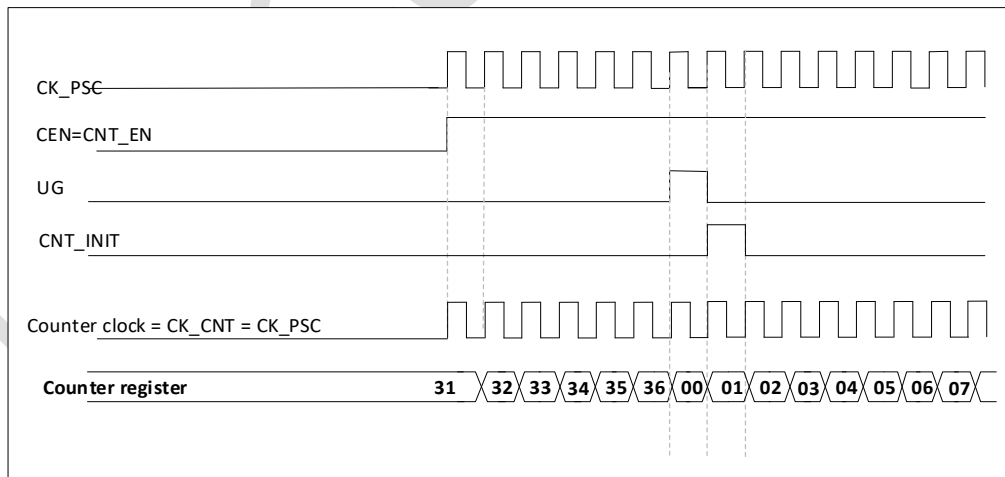 CK_PSC
CEN=CNT_EN
UG
CNT_INIT
Counter clock = CK_CNT = CK_PSC
Counter register 31 32 33 34 35 36 00 01 02 03 04 05 06 07